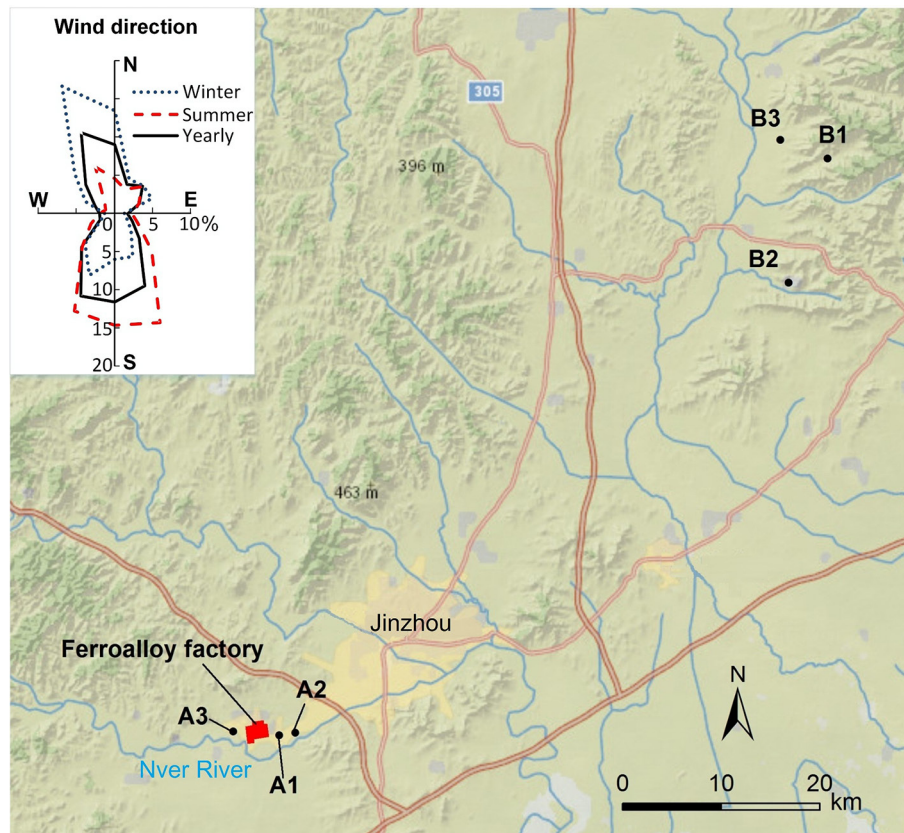 Wind direction
N
Winter
Summer
Yearly
W
E
5
10%
5
10
15
20
S
305
396 m
B3
B1
B2
463 m
Jinzhou
Ferroalloy factory
A2
A3
A1
Nver River
N
0 10 20
km